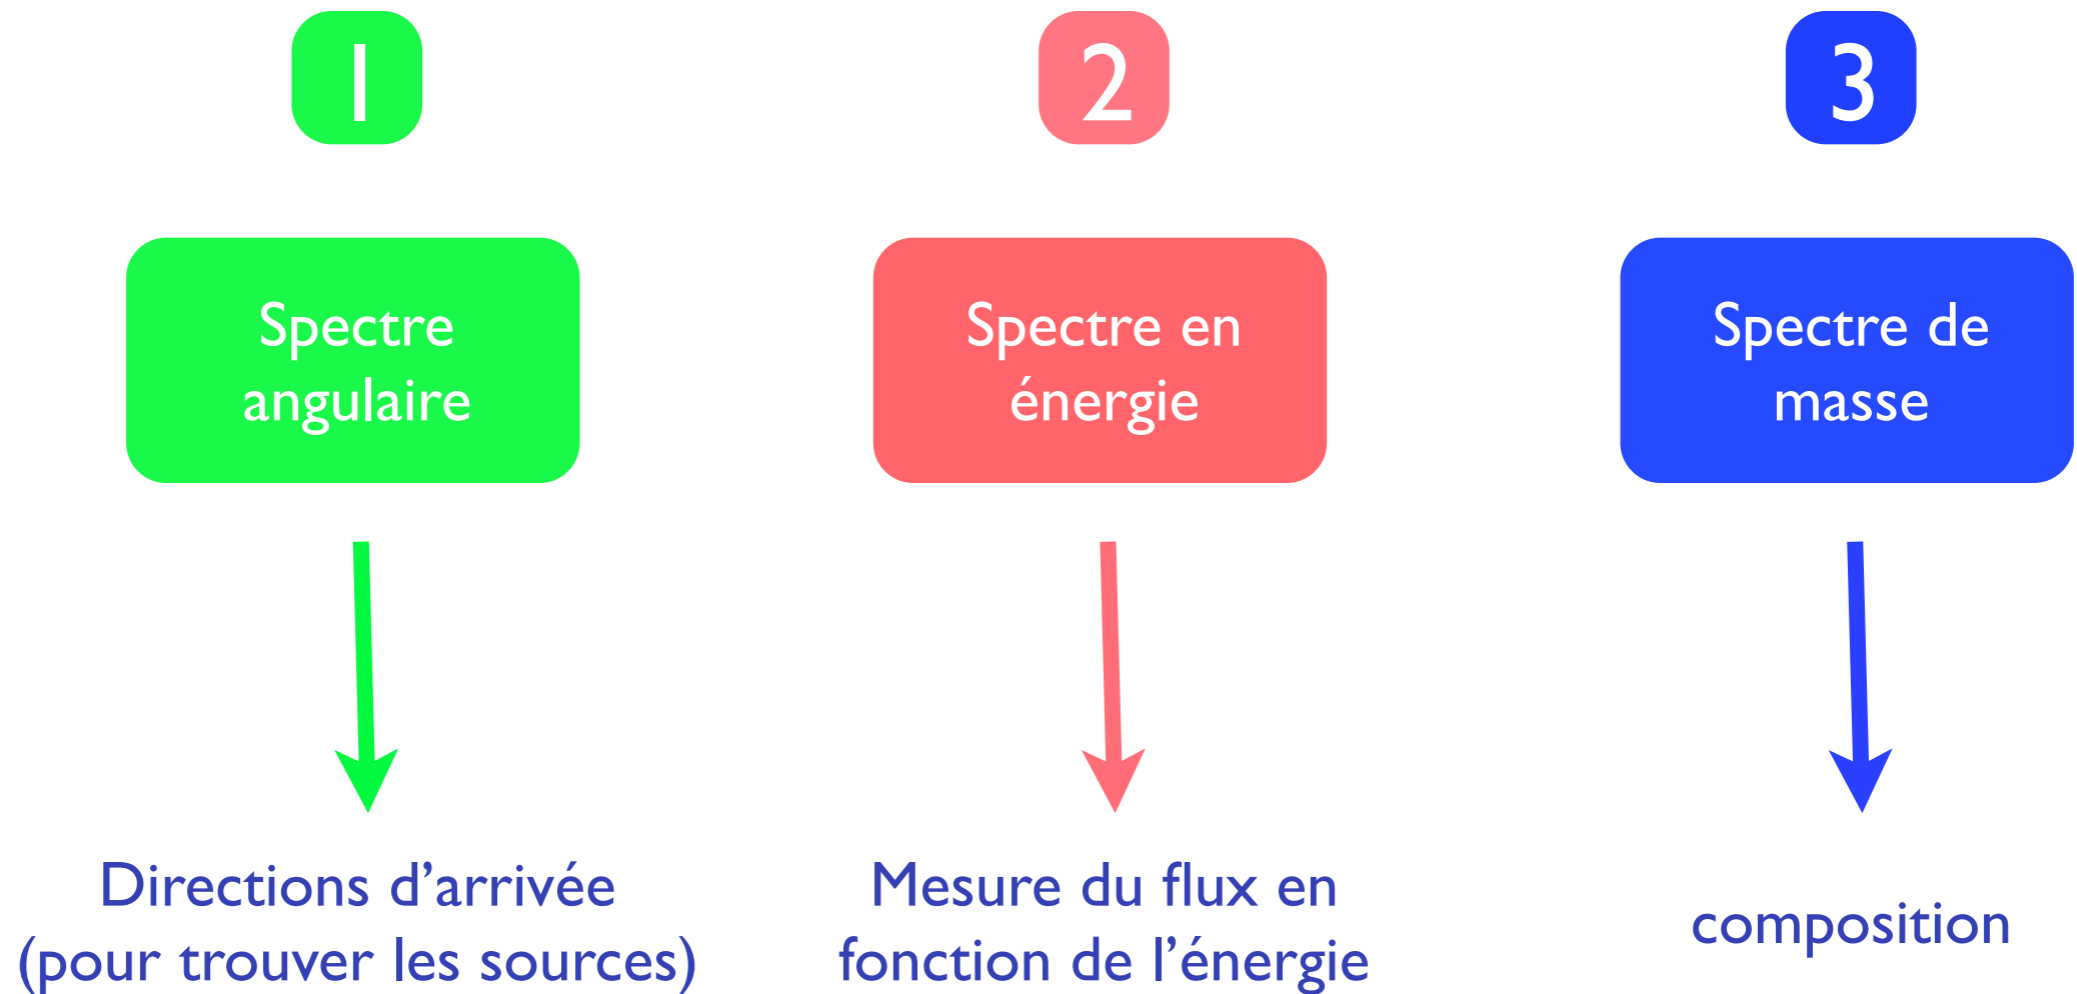 1
Spectre
angulaire
Directions d’arrivée
(pour trouver les sources)
2
Spectre en
énergie
Mesure du flux en
fonction de l’énergie
3
Spectre de
masse
composition